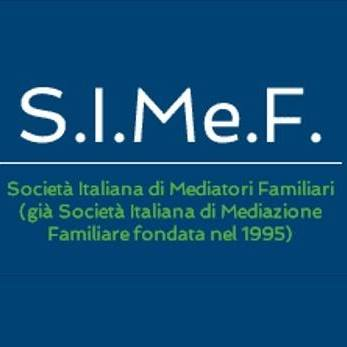 S.I.Me.F.
Società Italiana di Mediatori Familiari
(già Società Italiana di Mediazione
Familiare fondata nel 1995)